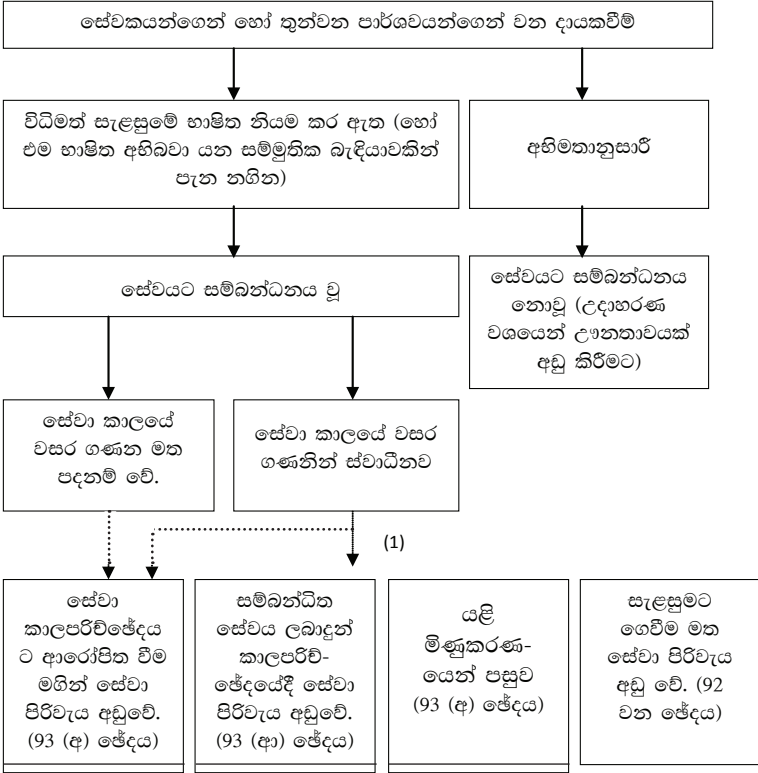 සේවකයන්ගෙන් හෝ තුන්වන පාර්ශවයන්ගෙන් වන දායකවීම්
විධිමත් සැළසුමේ භාෂිත නියම කර ඇත (හෝ
එම භාෂිත අභිබවා යන සම්මුතික බැඳියාවකින්
පැන නගින)
අභිමතානුසාරී
සේවයට සම්බන්ධනය වූ
සේවයට සම්බන්ධනය
නොවූ (උදාහරණ
වශයෙන් ඌනතාවයක්
අඩු කිරීමට)
සේවා කාලයේ
වසර ගණන මත
පදනම් වේ.
සේවා කාලයේ වසර
ගණනින් ස්වාධීනව
(1)
සේවා
කාලපරිච්ඡේදය
ට ආරෝපිත වීම
මගින් සේවා
පිරිවැය අඩුවේ.
(93 (අ) ඡේදය)
සම්බන්ධිත
සේවය ලබාදුන්
කාලපරිච්-
ඡේදයේදී සේවා
පිරිවැය අඩුවේ.
(93 (ආ) ඡේදය)
යළි
මිණුකරණ-
යෙන් පසුව
(93 (අ) ඡේදය)
සැළසුමට
ගෙවීම මත
සේවා පිරිවැය
අඩු වේ. (92
වන ඡේදය)